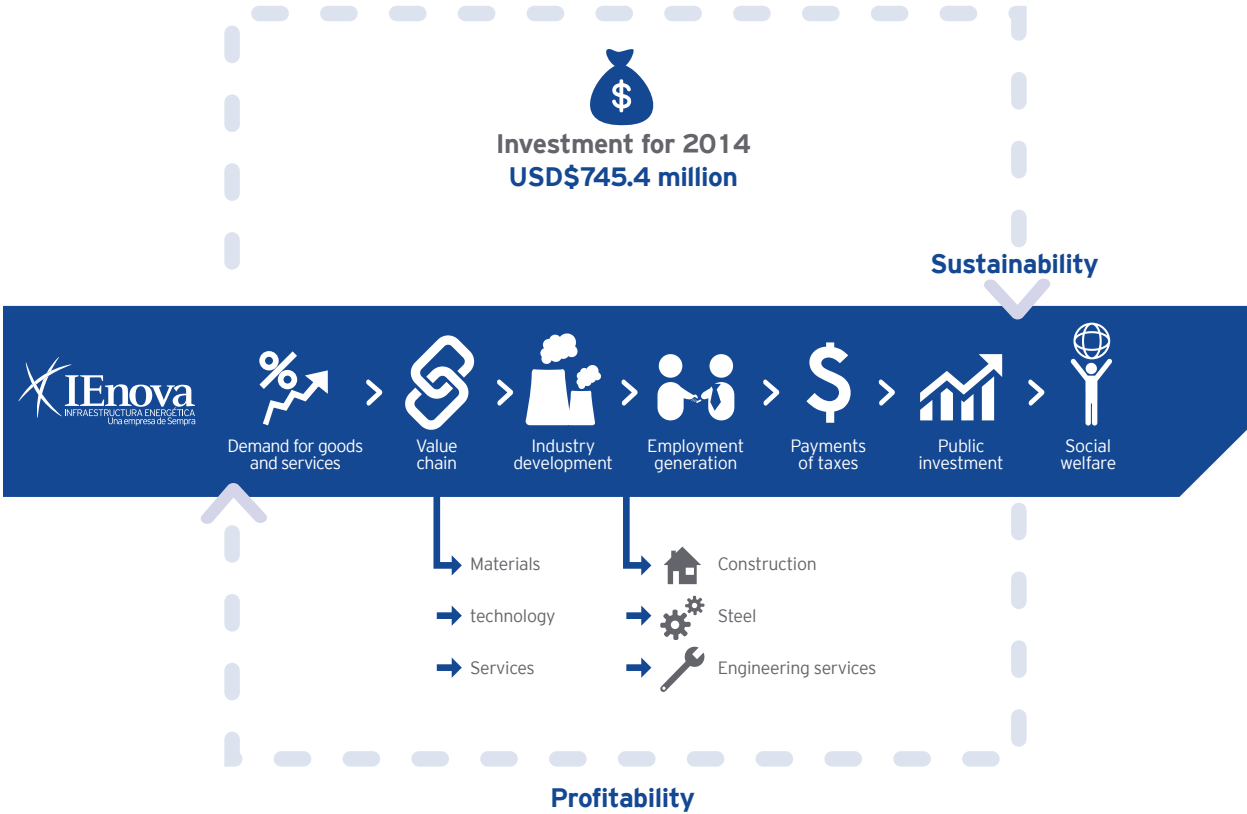 $
Investment for 2014
USD$745.4 million
Sustainability
IEnova
INFRAESTRUCTURA ENERGÉTICA
Una empresa de Sempra
%
$
Demand for goods
and services
Value
chain
Industry
development
Employment
generation
Payments
of taxes
Public
investment
Social
welfare
Materials
technology
Services
Construction
Steel
Engineering services
Profitability